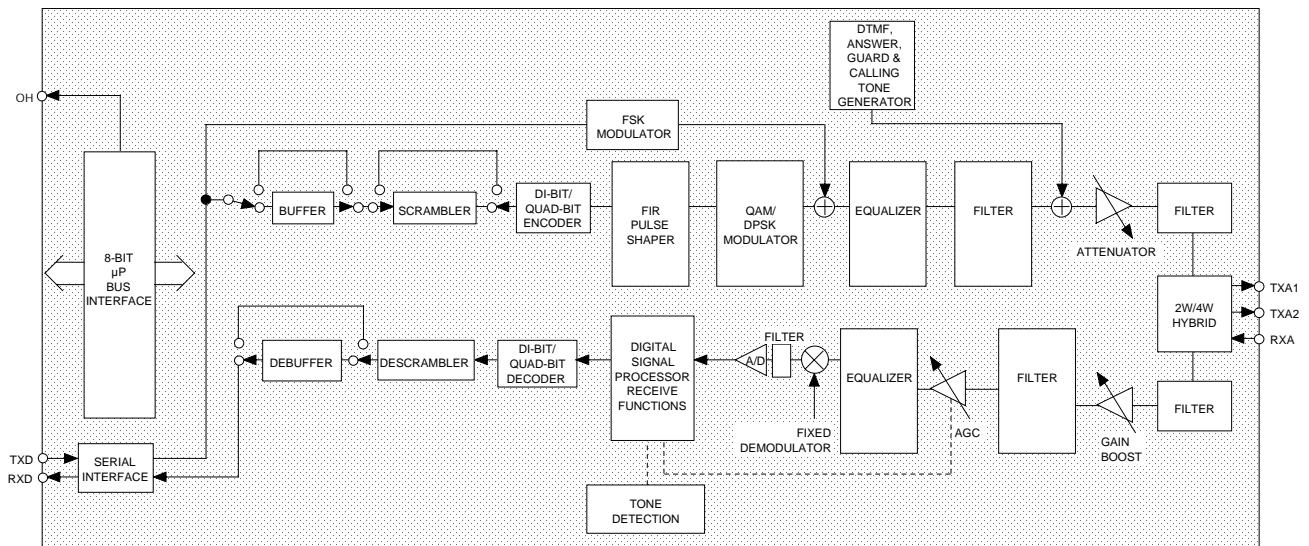 DTMF,
ANSWER,
GUARD &
CALLING
TONE
GENERATOR
OH
FSK
MODULATOR
BUFFER
SCRAMBLER
DI-BIT/
QUAD-BIT
ENCODER
FIR
PULSE
SHAPER
QAM/
DPSK
MODULATOR
EQUALIZER
FILTER
ATTENUATOR
FILTER
8-BIT
µP
BUS
INTERFACE
2W/4W
HYBRID
TXA1
TXA2
RXA
DEBUFFER
DESCRAMBLER
DI-BIT/
QUAD-BIT
DECODER
DIGITAL
SIGNAL
PROCESSOR
RECEIVE
FUNCTIONS
A/D
FILTER
FIXED
DEMODULATOR
EQUALIZER
AGC
FILTER
GAIN
BOOST
FILTER
TXD
RXD
SERIAL
INTERFACE
TONE
DETECTION